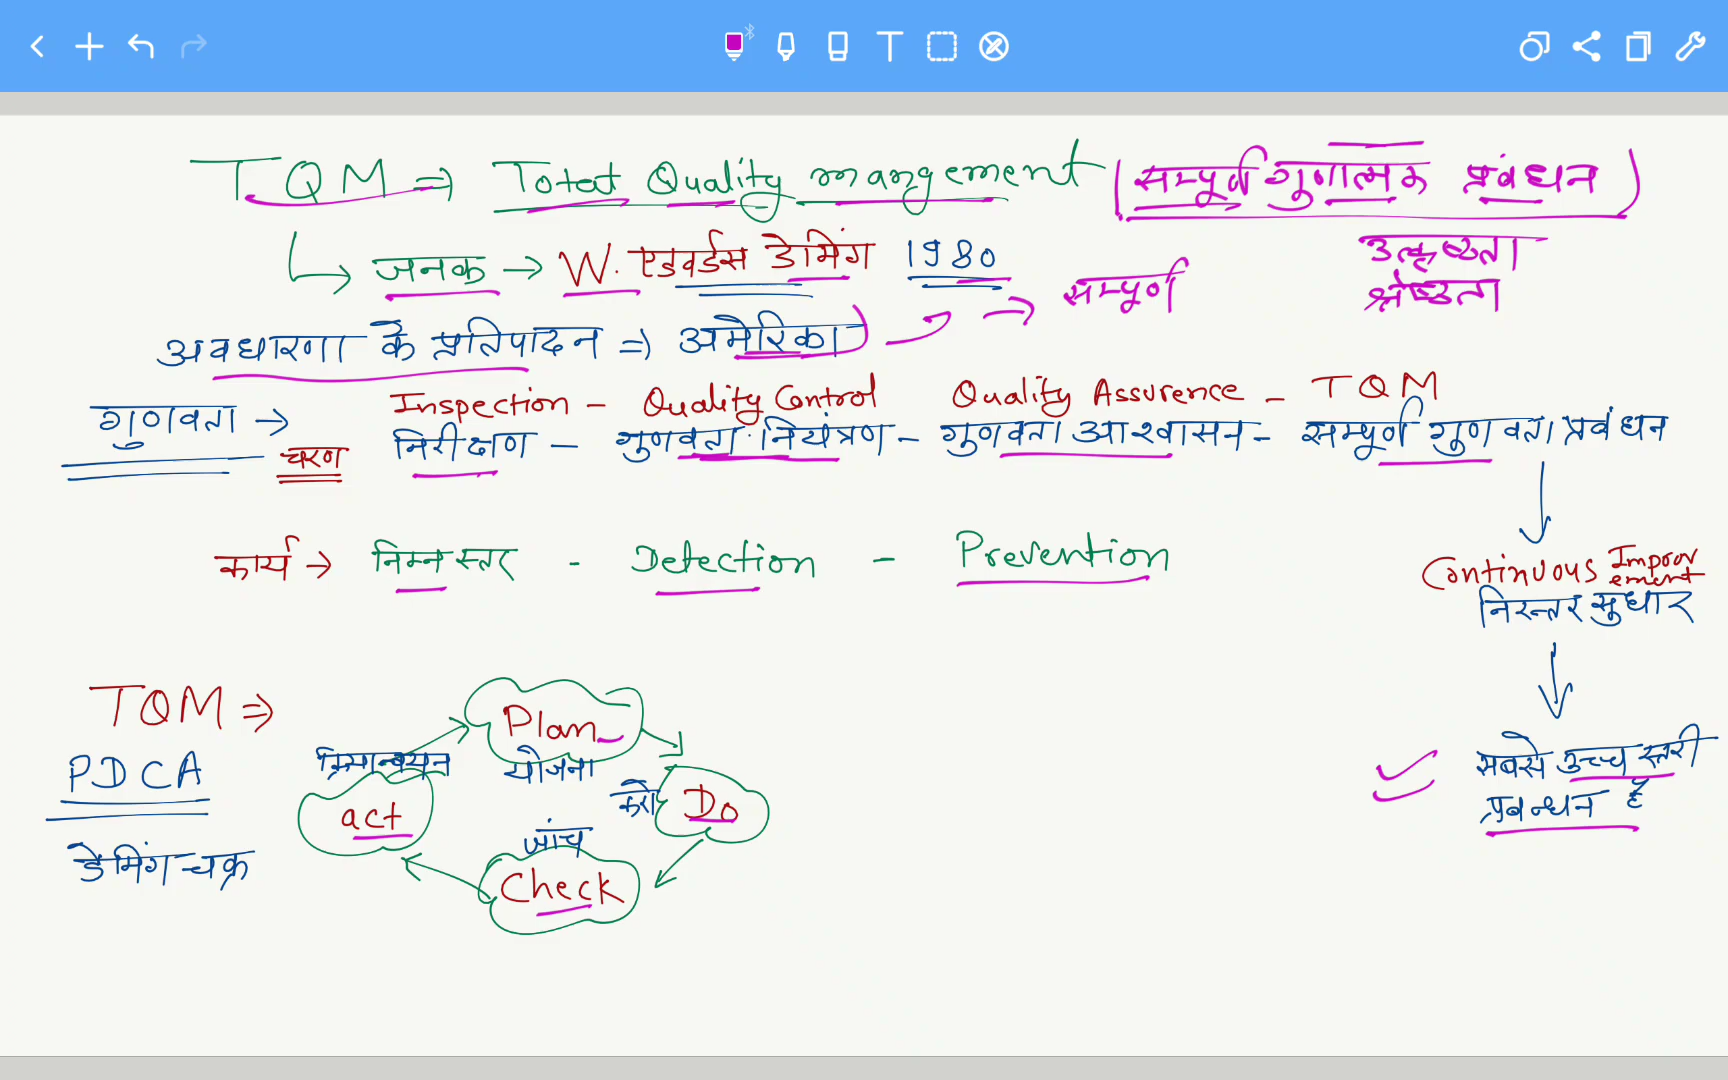 TQM ⇒ Total Quality mangement (सम्पूर्ण गुणात्मक प्रबंधन)
उत्कृष्टता
श्रेष्ठता
↳ जनक → W. एडवर्डस डेमिंग 1980
→ सम्पूर्ण
अवधारणा के प्रतिपादन ⇒ अमेरिका)
Inspection - Quality Control Quality Assurence - TQM
गुणवता → चरण निरीक्षण - गुणवता नियंत्रण - गुणवता आश्वासन - सम्पूर्ण गुणवता प्रबंधन
कार्य → निम्न स्तर - Detection - Prevention
Continuous Improvement
निरन्तर सुधार
सबसे उच्च स्तरी
प्रबन्धन है
TQM ⇒
PDCA
डेमिंग चक्र
Plan
योजना
करो Do
जांच
Check
act